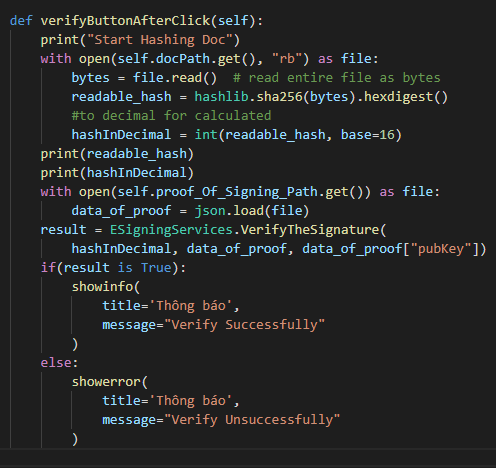 def verifyButtonAfterClick(self):
    print("Start Hashing Doc")
    with open(self.docPath.get(), "rb") as file:
        bytes = file.read()  # read entire file as bytes
        readable_hash = hashlib.sha256(bytes).hexdigest()
        #to decimal for calculated
        hashInDecimal = int(readable_hash, base=16)
    print(readable_hash)
    print(hashInDecimal)
    with open(self.proof_Of_Signing_Path.get()) as file:
        data_of_proof = json.load(file)
    result = ESigningServices.VerifyTheSignature(
        hashInDecimal, data_of_proof, data_of_proof["pubKey"])
    if(result is True):
        showinfo(
            title='Thông báo',
            message="Verify Successfully"
        )
    else:
        showerror(
            title='Thông báo',
            message="Verify Unsuccessfully"
        )